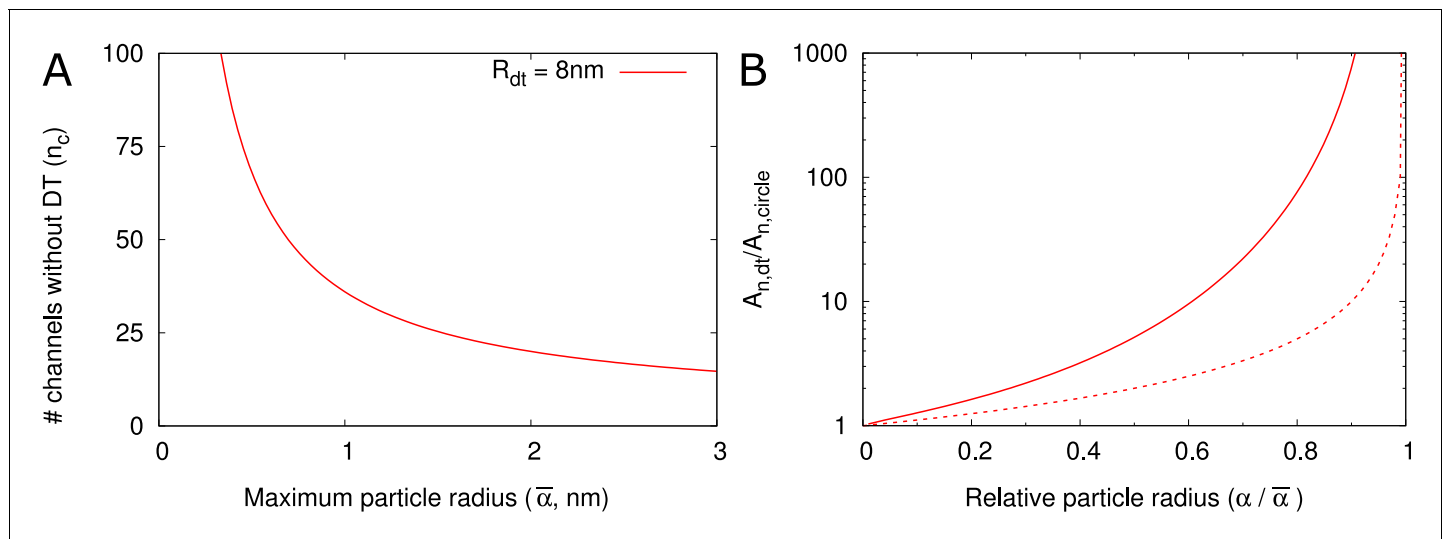 A
# channels without DT (n_c)
100
75
50
25
0
R_dt = 8nm
0 1 2 3
Maximum particle radius ( α̅, nm)
B
A_n,dt/A_n,circle
1000
100
10
1
0 0.2 0.4 0.6 0.8 1
Relative particle radius (α / α̅ )